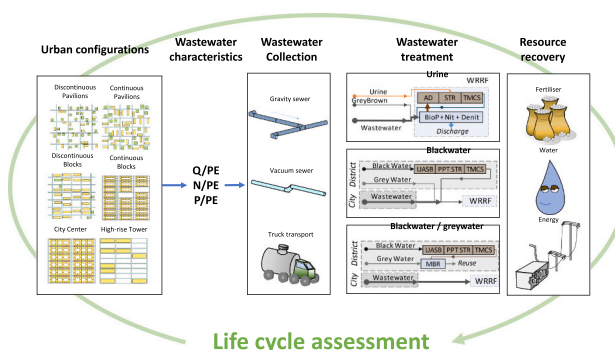 Urban configurations
Discontinuous
Pavilions
Continuous
Pavilions
Discontinuous
Blocks
Continuous
Blocks
City Center
High-rise Tower
Wastewater
characteristics
Q/PE
N/PE
P/PE
Wastewater
Collection
Gravity sewer
Vacuum sewer
Truck transport
Wastewater
treatment
Urine
WRRF
Urine
GreyBrown
Wastewater
AD STR TMCS
BioP + Nit + Denit
Discharge
Blackwater
District
City
Black Water
Grey Water
Wastewater
UASB PPT STR TMCS
WRRF
Blackwater / greywater
District
City
Black Water
Grey Water
Wastewater
UASB PPT STR TMCS
MBR
Reuse
WRRF
Resource
recovery
Fertiliser
Water
Energy
Life cycle assessment